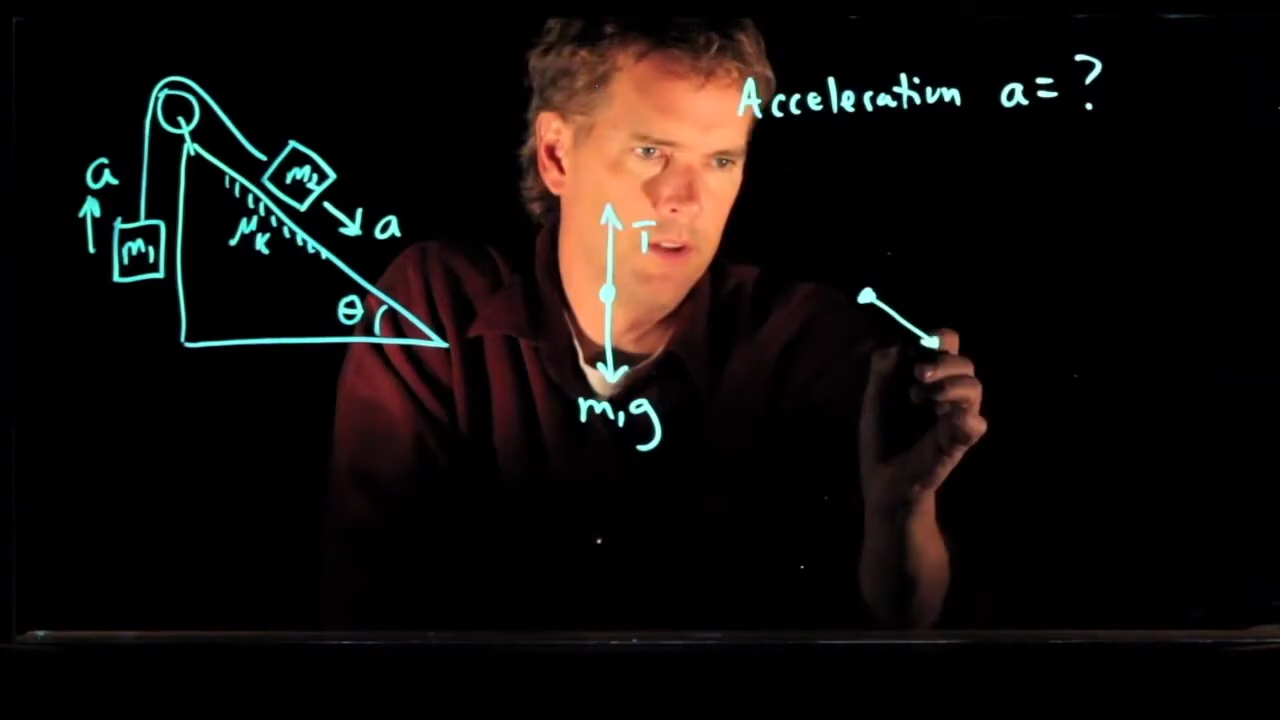 Acceleration a = ?
a
m₁
m₂
a
μₖ
θ
T
m₁g